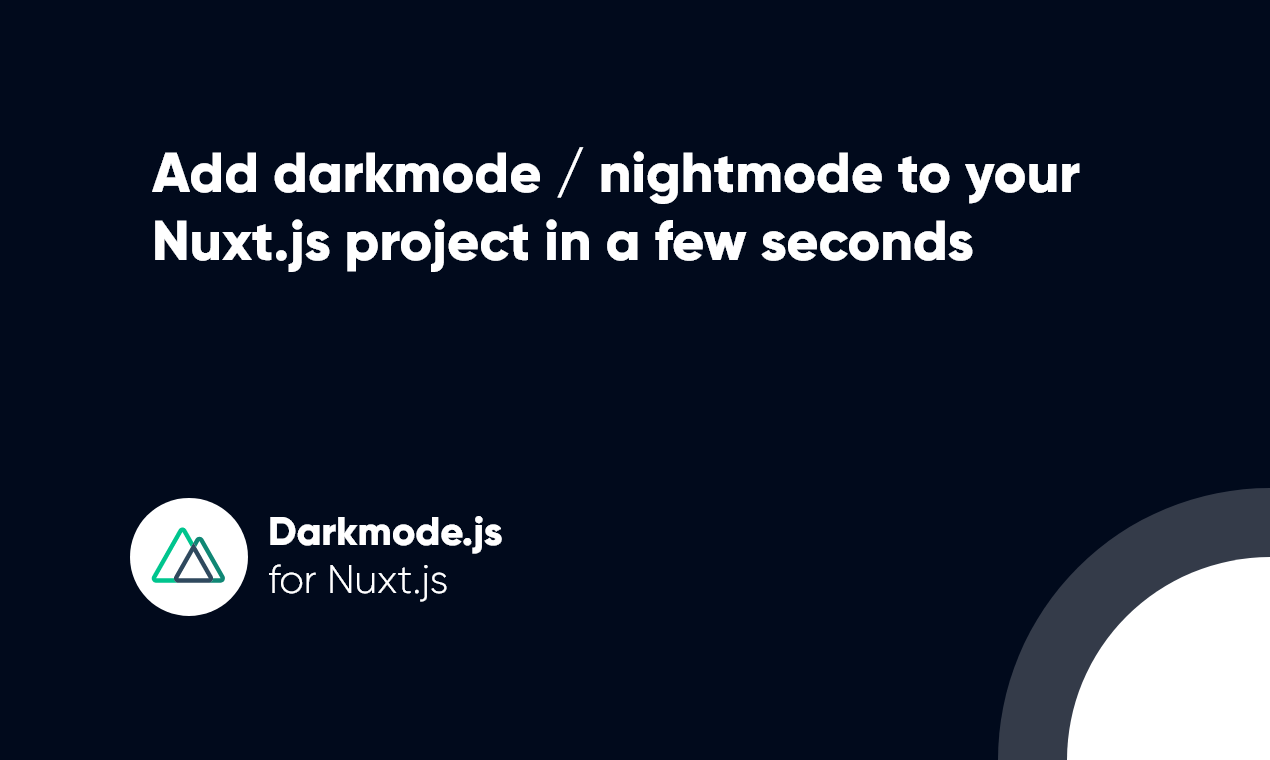 Add darkmode / nightmode to your
Nuxt.js project in a few seconds
Darkmode.js
for Nuxt.js